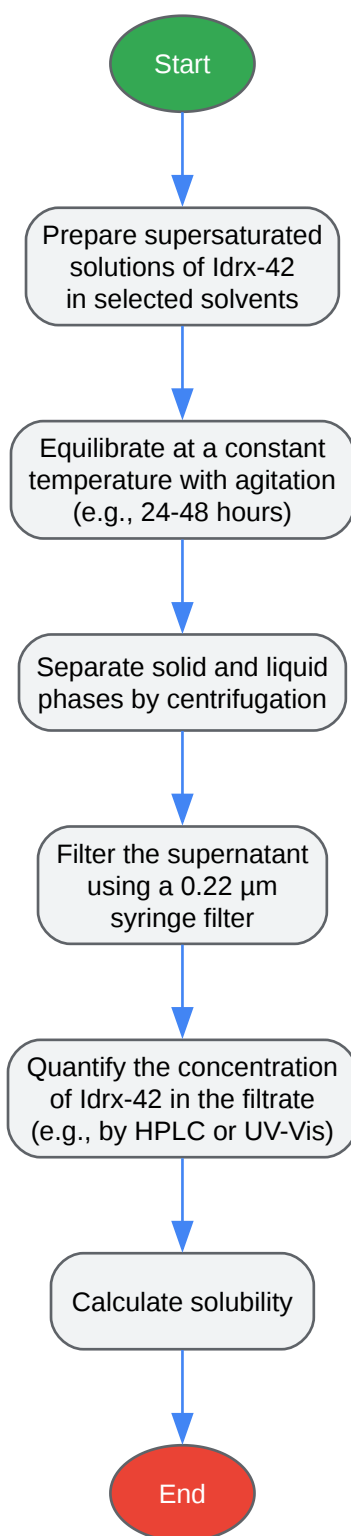 Start
Prepare supersaturated
solutions of Idrx-42
in selected solvents
Equilibrate at a constant
temperature with agitation
(e.g., 24-48 hours)
Separate solid and liquid
phases by centrifugation
Filter the supernatant
using a 0.22 µm
syringe filter
Quantify the concentration
of Idrx-42 in the filtrate
(e.g., by HPLC or UV-Vis)
Calculate solubility
End